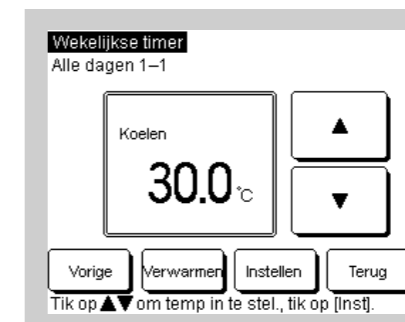 Wekelijkse timer
Alle dagen 1–1
Koelen
30.0 °C
▲
▼
Vorige Verwarmen Instellen Terug
Tik op▲▼om temp in te stel., tik op [Inst].